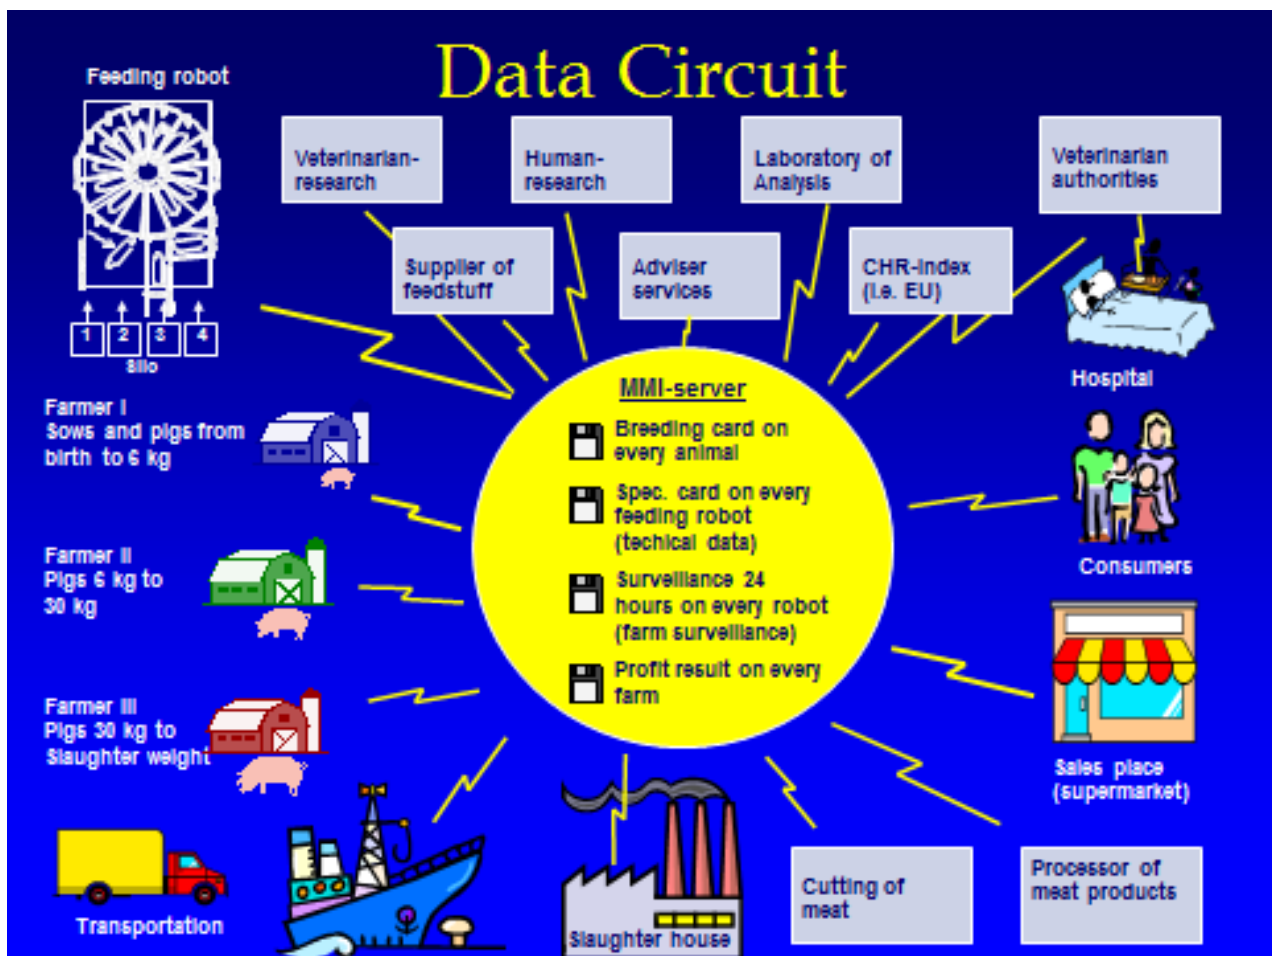 Data Circuit
Feeding robot
1 2 3 4
Silo
Veterinarian-
research
Human-
research
Laboratory of
Analysis
Veterinarian
authorities
Supplier of
feedstuff
Adviser
services
CHR-index
(i.e. EU)
Hospital
Farmer I
Sows and pigs from
birth to 6 kg
Farmer II
Pigs 6 kg to
30 kg
Farmer III
Pigs 30 kg to
Slaughter weight
MMI-server
Breeding card on
every animal
Spec. card on every
feeding robot
(techical data)
Surveillance 24
hours on every robot
(farm surveillance)
Profit result on every
farm
Consumers
Sales place
(supermarket)
Transportation
Slaughter house
Cutting of
meat
Processor of
meat products